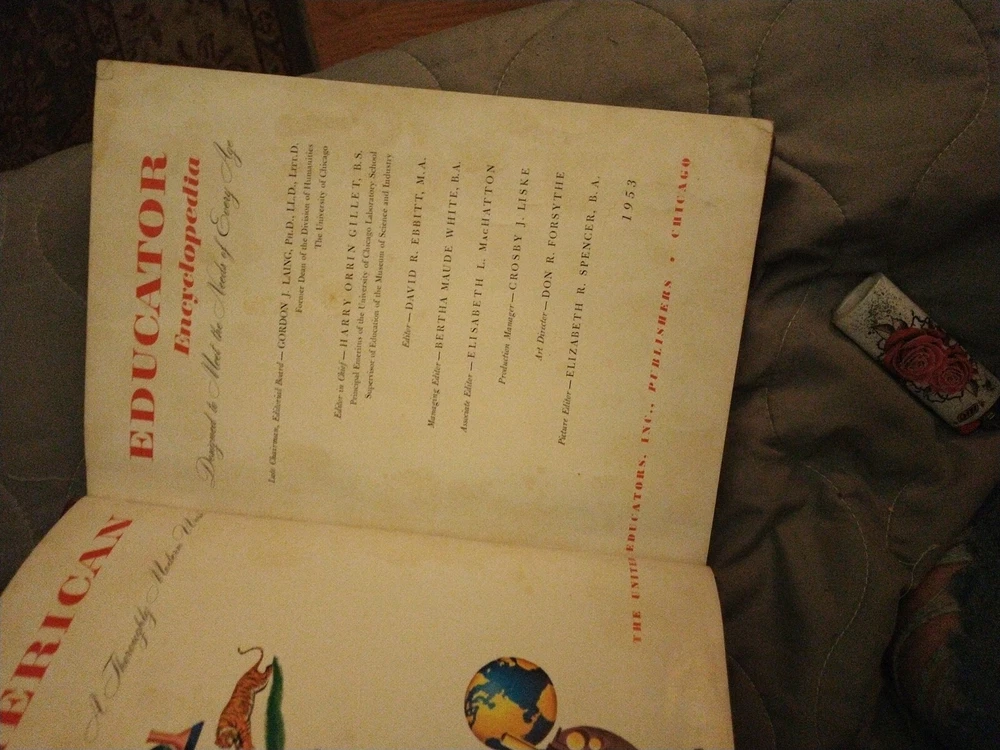 ERICAN
A Thoroughly Modern
EDUCATOR
Encyclopedia
Designed to Meet the Needs of Every Age
Late Chairman, Editorial Board—GORDON J. LAING, PH.D., LL.D., LITT.D.
Former Dean of the Division of Humanities
The University of Chicago
Editor in Chief—HARRY ORRIN GILLET, B.S.
Principal Emeritus of the University of Chicago Laboratory School
Supervisor of Education of the Museum of Science and Industry
Editor—DAVID R. EBBITT, M.A.
Managing Editor—BERTHA MAUDE WHITE, B.A.
Associate Editor—ELISABETH L. MacHATTON
Production Manager—CROSBY J. LISKE
Art Director—DON R. FORSYTHE
Picture Editor—ELIZABETH R. SPENCER, B.A.
1953
THE UNITED EDUCATORS, INC., PUBLISHERS • CHICAGO